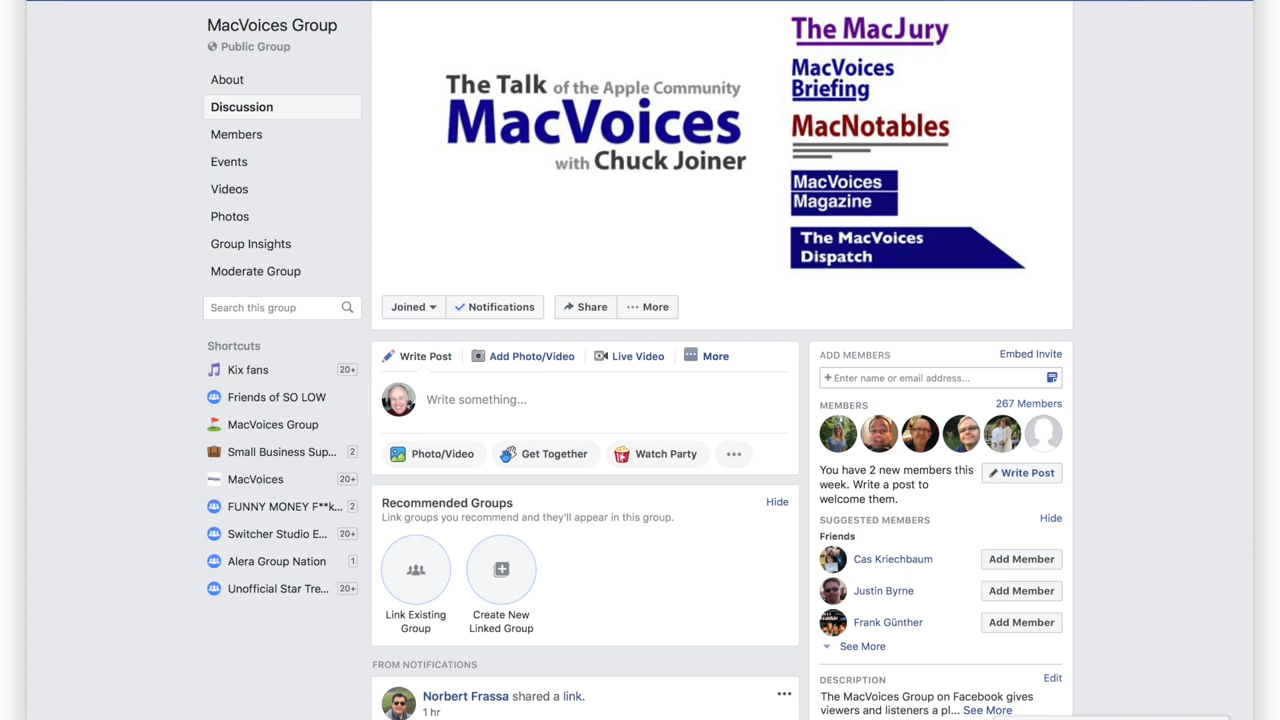 MacVoices Group
Public Group
About
Discussion
Members
Events
Videos
Photos
Group Insights
Moderate Group
Search this group
Shortcuts
Kix fans 20+
Friends of SO LOW
MacVoices Group
Small Business Sup... 2
MacVoices 20+
FUNNY MONEY F**k... 2
Switcher Studio E... 20+
Alera Group Nation 1
Unofficial Star Tre... 20+
The Talk of the Apple Community
MacVoices
with Chuck Joiner
The MacJury
MacVoices
Briefing
MacNotables
MacVoices
Magazine
The MacVoices
Dispatch
Joined Notifications Share ··· More
Write Post Add Photo/Video Live Video More
Write something...
Photo/Video Get Together Watch Party
Recommended Groups Hide
Link groups you recommend and they'll appear in this group.
Link Existing
Group
Create New
Linked Group
FROM NOTIFICATIONS
Norbert Frassa shared a link.
1 hr
ADD MEMBERS Embed Invite
+ Enter name or email address...
MEMBERS 267 Members
You have 2 new members this
week. Write a post to
welcome them.
Write Post
SUGGESTED MEMBERS Hide
Friends
Cas Kriechbaum Add Member
Justin Byrne Add Member
Frank Günther Add Member
See More
DESCRIPTION Edit
The MacVoices Group on Facebook gives
viewers and listeners a pl... See More